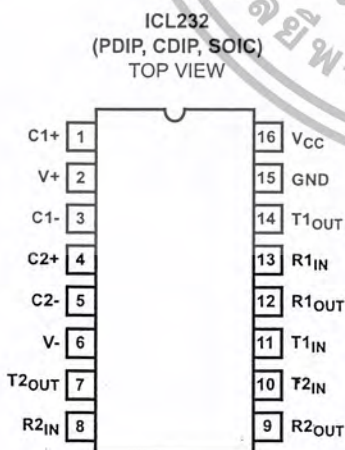 ICL232
(PDIP, CDIP, SOIC)
TOP VIEW
C1+ 1
V+ 2
C1- 3
C2+ 4
C2- 5
V- 6
T2OUT 7
R2IN 8
16 VCC
15 GND
14 T1OUT
13 R1IN
12 R1OUT
11 T1IN
10 T2IN
9 R2OUT